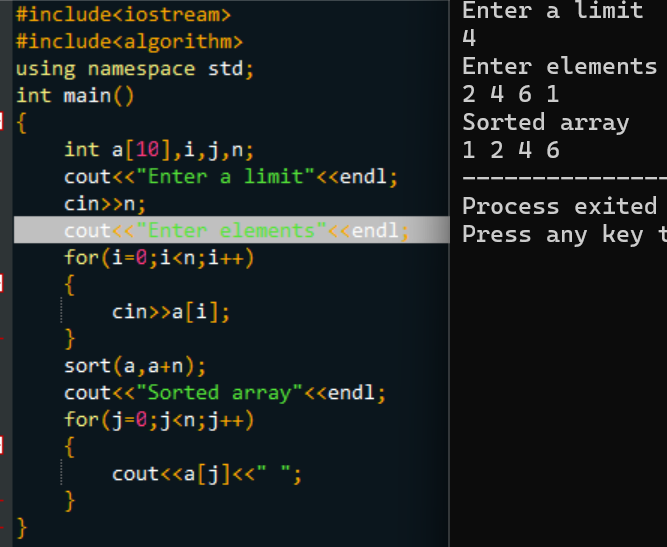 #include<iostream>
#include<algorithm>
using namespace std;
int main()
{
    int a[10],i,j,n;
    cout<<"Enter a limit"<<endl;
    cin>>n;
    cout<<"Enter elements"<<endl;
    for(i=0;i<n;i++)
    {
        cin>>a[i];
    }
    sort(a,a+n);
    cout<<"Sorted array"<<endl;
    for(j=0;j<n;j++)
    {
        cout<<a[j]<<" ";
    }
}
Enter a limit
4
Enter elements
2 4 6 1
Sorted array
1 2 4 6
---------------
Process exited
Press any key t